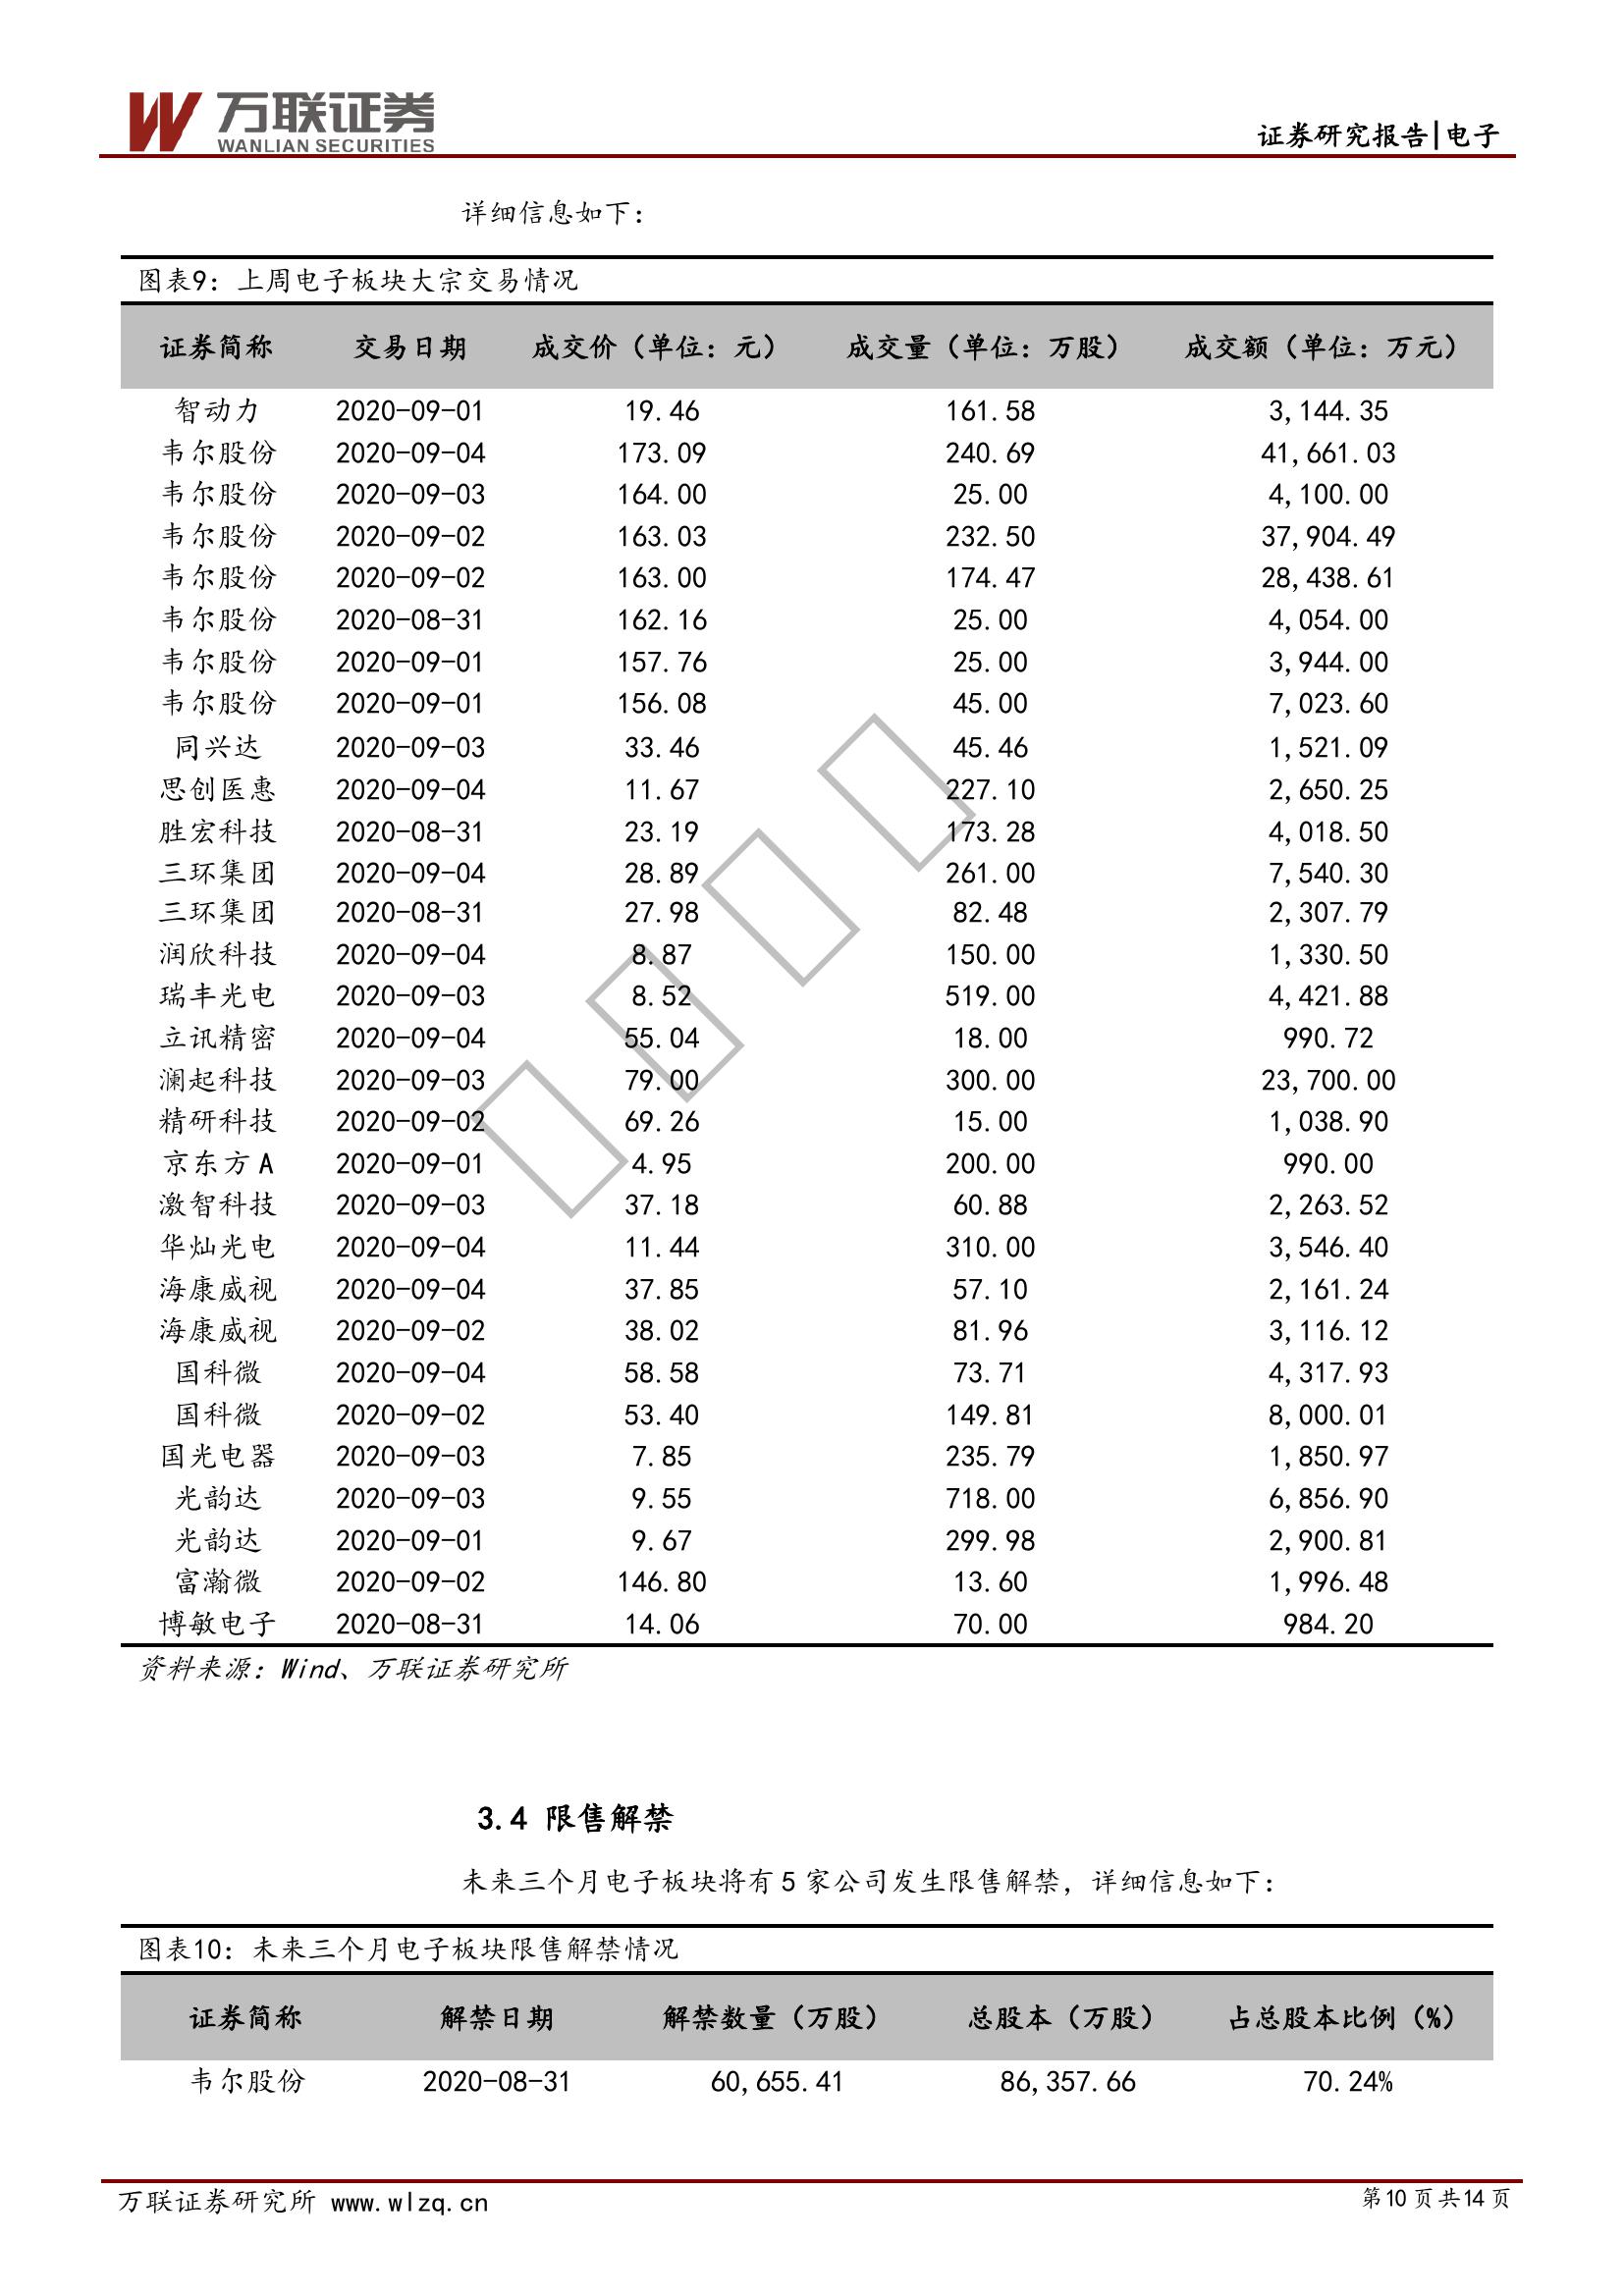 万联证券
WANLIAN SECURITIES
证券研究报告|电子
详细信息如下：
图表9：上周电子板块大宗交易情况
证券简称 交易日期 成交价（单位：元） 成交量（单位：万股） 成交额（单位：万元）
智动力 2020-09-01 19.46 161.58 3,144.35
韦尔股份 2020-09-04 173.09 240.69 41,661.03
韦尔股份 2020-09-03 164.00 25.00 4,100.00
韦尔股份 2020-09-02 163.03 232.50 37,904.49
韦尔股份 2020-09-02 163.00 174.47 28,438.61
韦尔股份 2020-08-31 162.16 25.00 4,054.00
韦尔股份 2020-09-01 157.76 25.00 3,944.00
韦尔股份 2020-09-01 156.08 45.00 7,023.60
同兴达 2020-09-03 33.46 45.46 1,521.09
思创医惠 2020-09-04 11.67 227.10 2,650.25
胜宏科技 2020-08-31 23.19 173.28 4,018.50
三环集团 2020-09-04 28.89 261.00 7,540.30
三环集团 2020-08-31 27.98 82.48 2,307.79
润欣科技 2020-09-04 8.87 150.00 1,330.50
瑞丰光电 2020-09-03 8.52 519.00 4,421.88
立讯精密 2020-09-04 55.04 18.00 990.72
澜起科技 2020-09-03 79.00 300.00 23,700.00
精研科技 2020-09-02 69.26 15.00 1,038.90
京东方 A 2020-09-01 4.95 200.00 990.00
激智科技 2020-09-03 37.18 60.88 2,263.52
华灿光电 2020-09-04 11.44 310.00 3,546.40
海康威视 2020-09-04 37.85 57.10 2,161.24
海康威视 2020-09-02 38.02 81.96 3,116.12
国科微 2020-09-04 58.58 73.71 4,317.93
国科微 2020-09-02 53.40 149.81 8,000.01
国光电器 2020-09-03 7.85 235.79 1,850.97
光韵达 2020-09-03 9.55 718.00 6,856.90
光韵达 2020-09-01 9.67 299.98 2,900.81
富瀚微 2020-09-02 146.80 13.60 1,996.48
博敏电子 2020-08-31 14.06 70.00 984.20
资料来源：Wind、万联证券研究所
3.4 限售解禁
未来三个月电子板块将有 5 家公司发生限售解禁，详细信息如下：
图表10：未来三个月电子板块限售解禁情况
证券简称 解禁日期 解禁数量（万股） 总股本（万股） 占总股本比例（%）
韦尔股份 2020-08-31 60,655.41 86,357.66 70.24%
万联证券研究所 www.wlzq.cn
第10页共14页